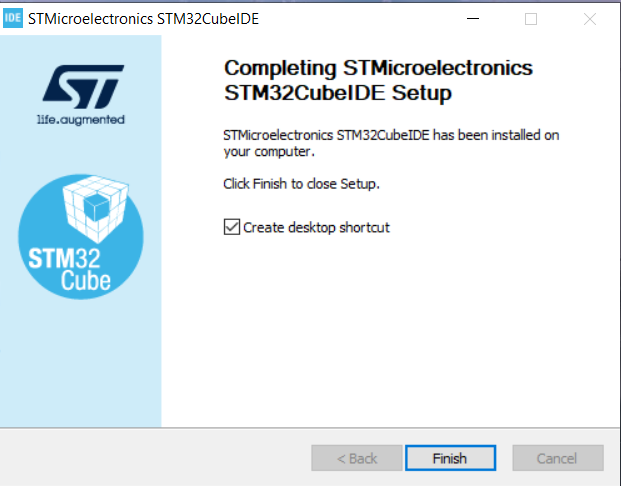 IDE STMicroelectronics STM32CubeIDE
life.augmented
STM32
Cube
Completing STMicroelectronics
STM32CubeIDE Setup
STMicroelectronics STM32CubeIDE has been installed on
your computer.
Click Finish to close Setup.
Create desktop shortcut
< Back Finish Cancel